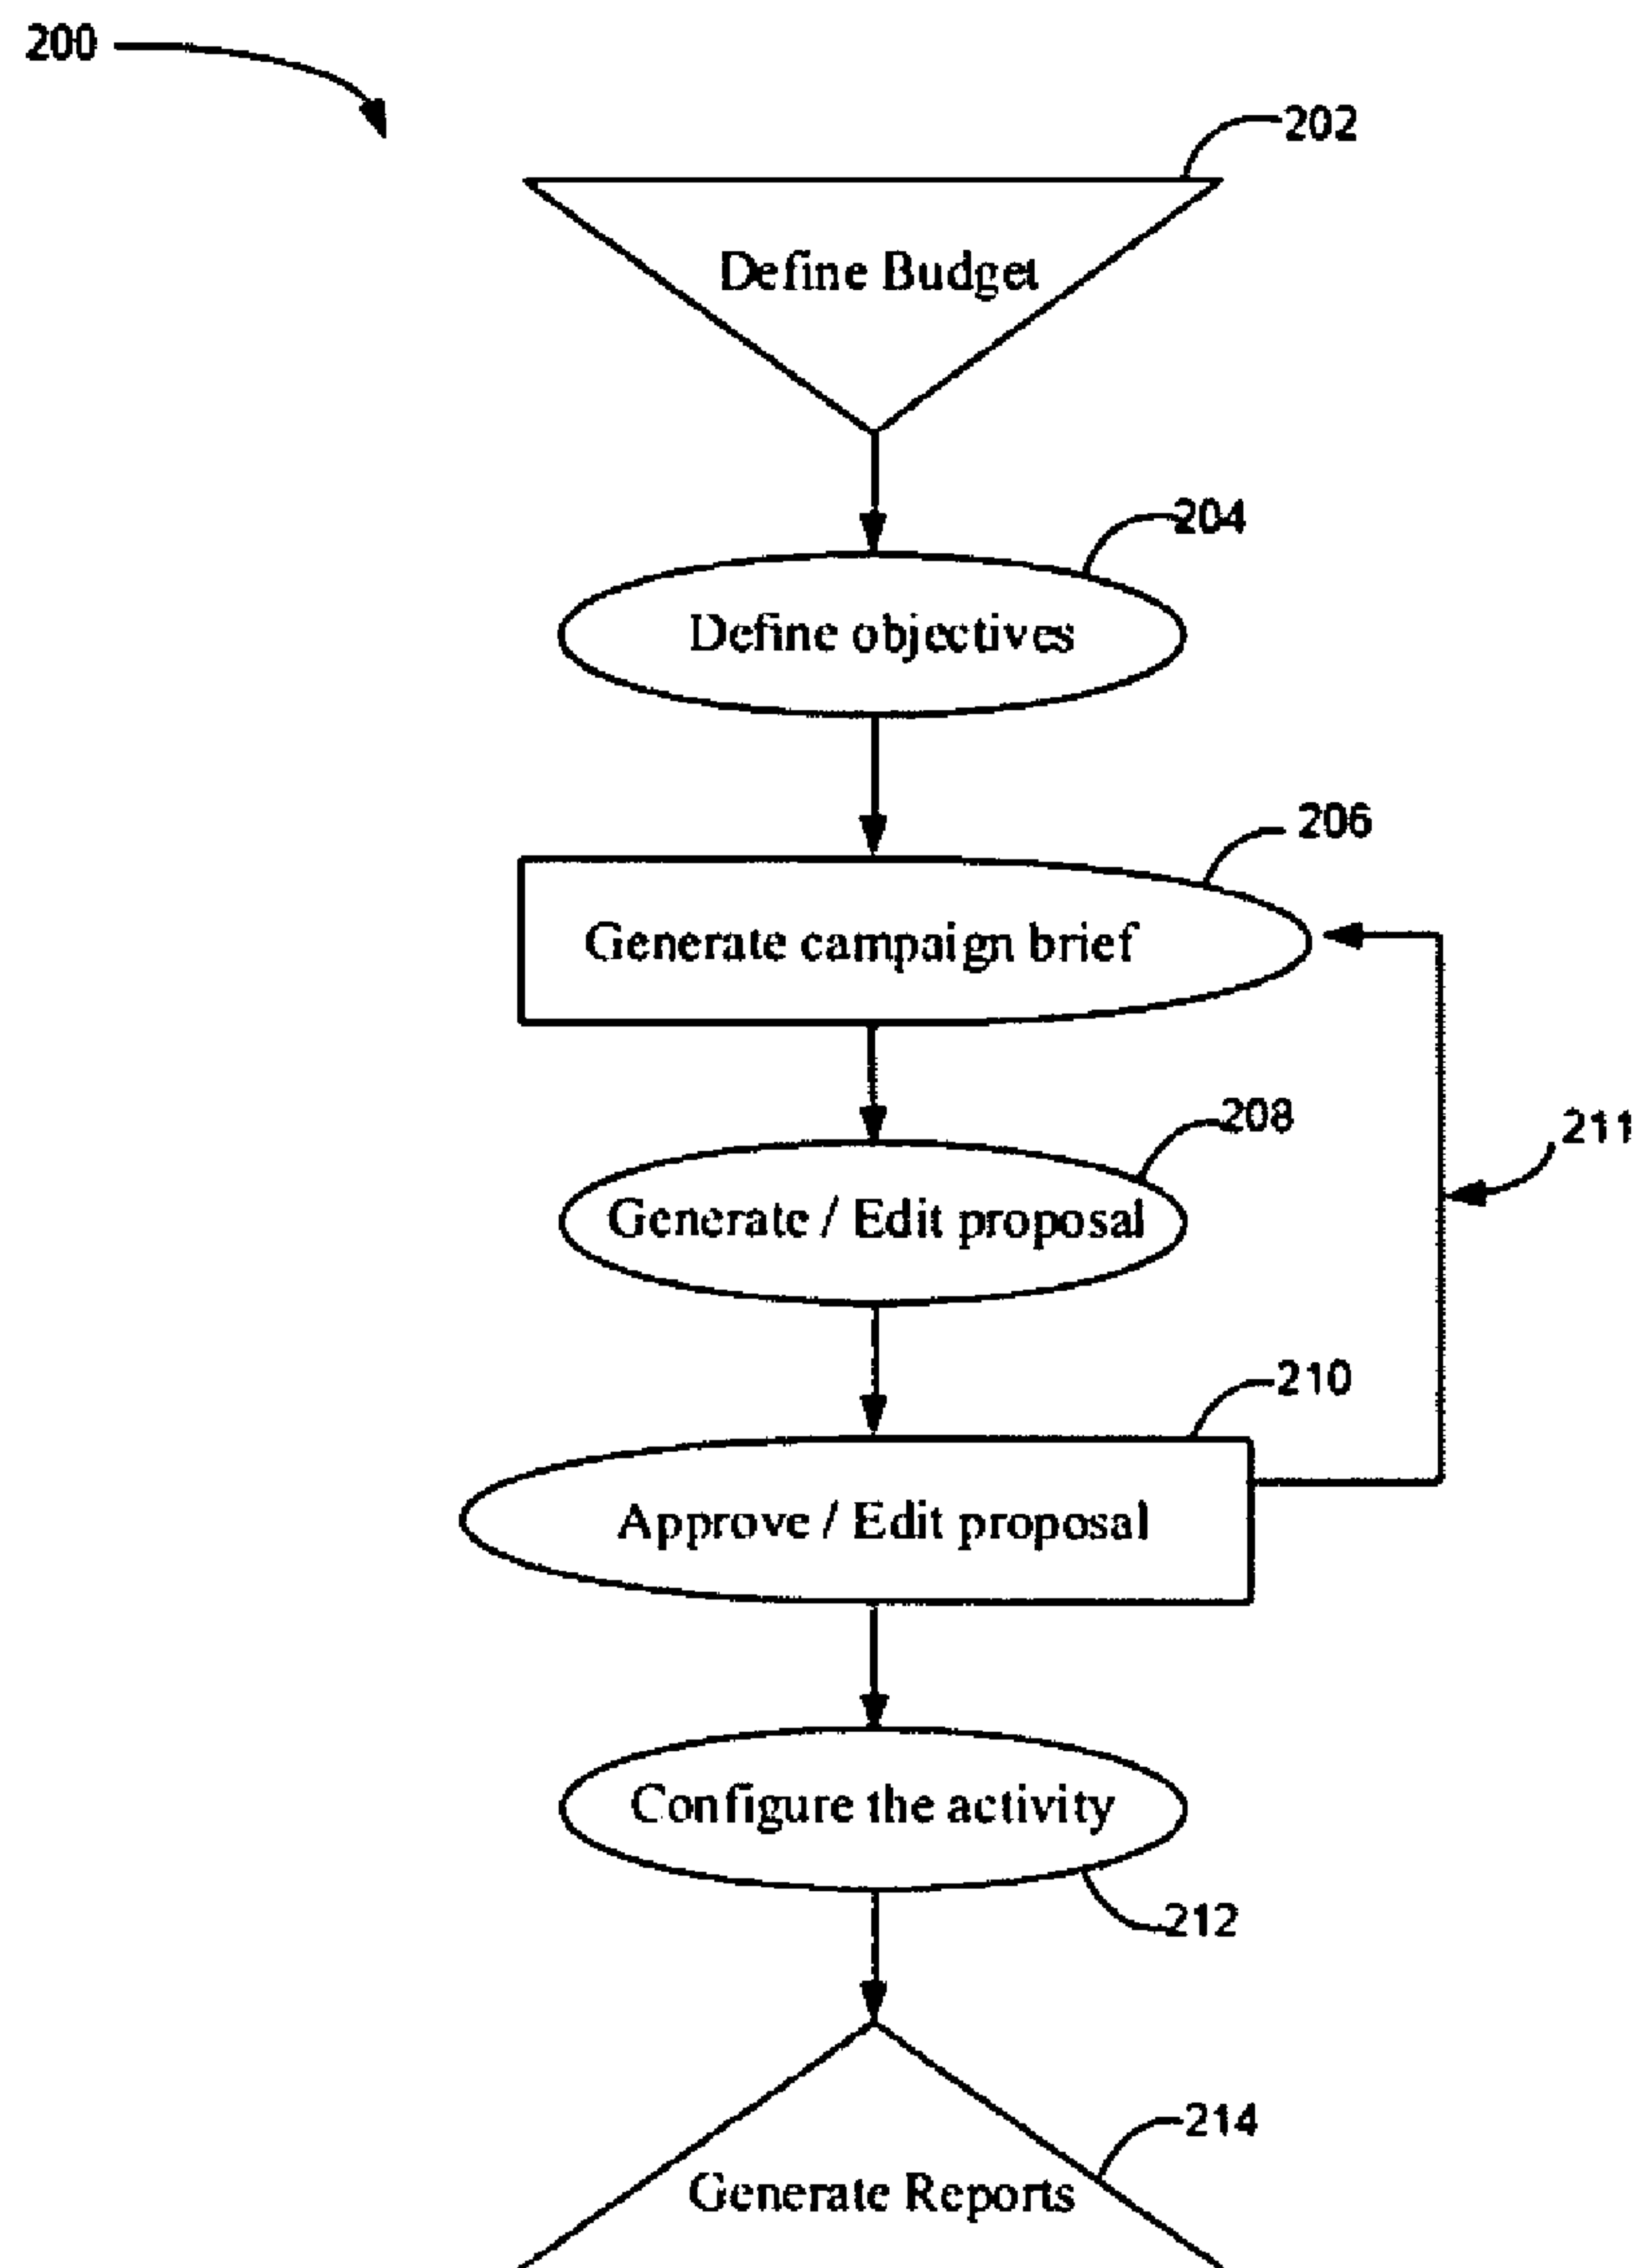 200
202
Define Budget
204
Define objectives
206
Generate campaign brief
208
211
Generate / Edit proposal
210
Approve / Edit proposal
Configure the activity
212
214
Generate Reports